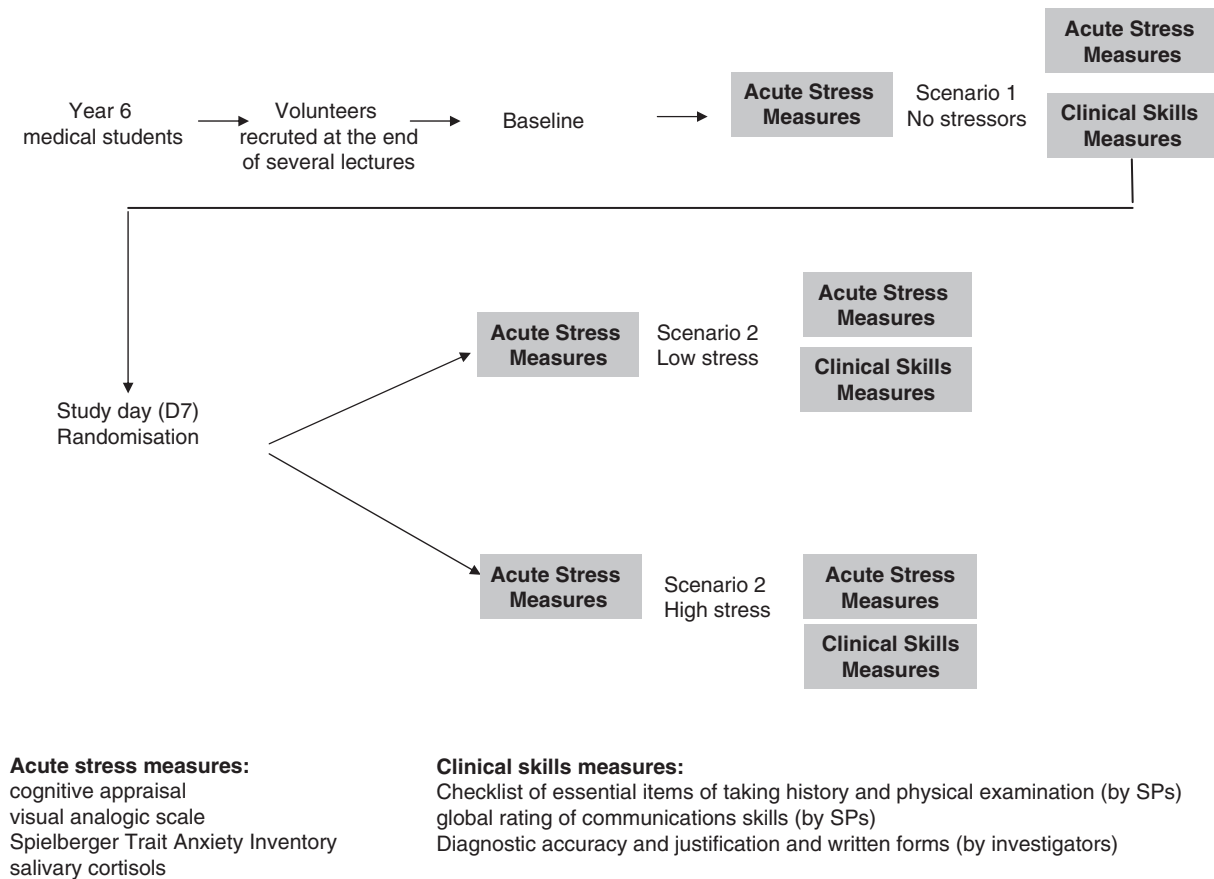 Year 6
medical students
Volunteers
recruted at the end
of several lectures
Baseline
Acute Stress
Measures
Scenario 1
No stressors
Acute Stress
Measures
Clinical Skills
Measures
Study day (D7)
Randomisation
Acute Stress
Measures
Scenario 2
Low stress
Acute Stress
Measures
Clinical Skills
Measures
Acute Stress
Measures
Scenario 2
High stress
Acute Stress
Measures
Clinical Skills
Measures
Acute stress measures:
cognitive appraisal
visual analogic scale
Spielberger Trait Anxiety Inventory
salivary cortisols
Clinical skills measures:
Checklist of essential items of taking history and physical examination (by SPs)
global rating of communications skills (by SPs)
Diagnostic accuracy and justification and written forms (by investigators)